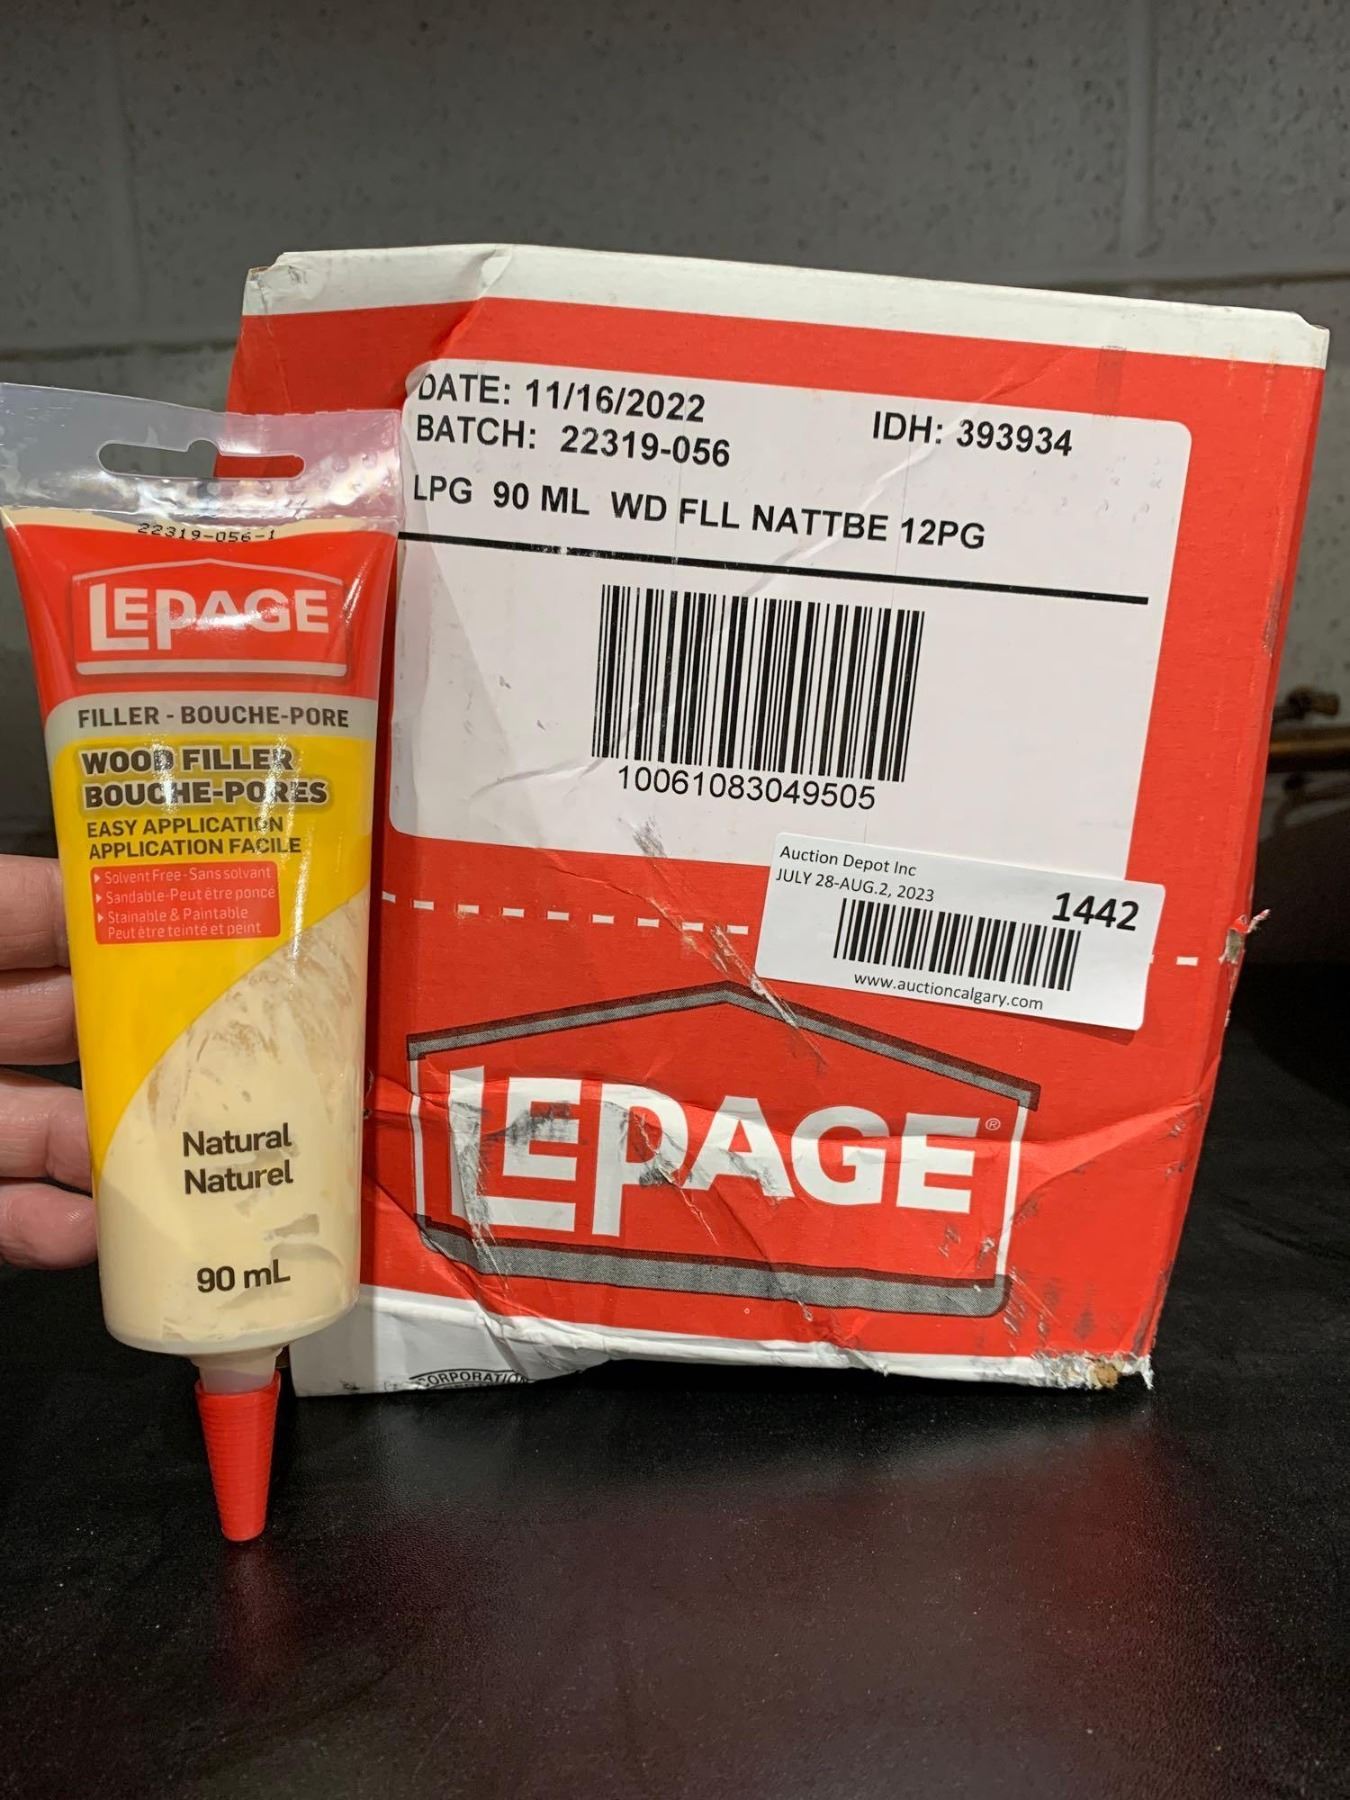 22319-056-1
LEPAGE
FILLER - BOUCHE-PORE
WOOD FILLER
BOUCHE-PORES
EASY APPLICATION
APPLICATION FACILE
Solvent Free-Sans solvant
Sandable-Peut être poncé
Stainable & Paintable
Peut être teinté et peint
Natural
Naturel
90 mL
DATE: 11/16/2022 IDH: 393934
BATCH: 22319-056
LPG 90 ML WD FLL NATTBE 12PG
10061083049505
Auction Depot Inc
JULY 28-AUG.2, 2023
1442
www.auctioncalgary.com
LEPAGE®